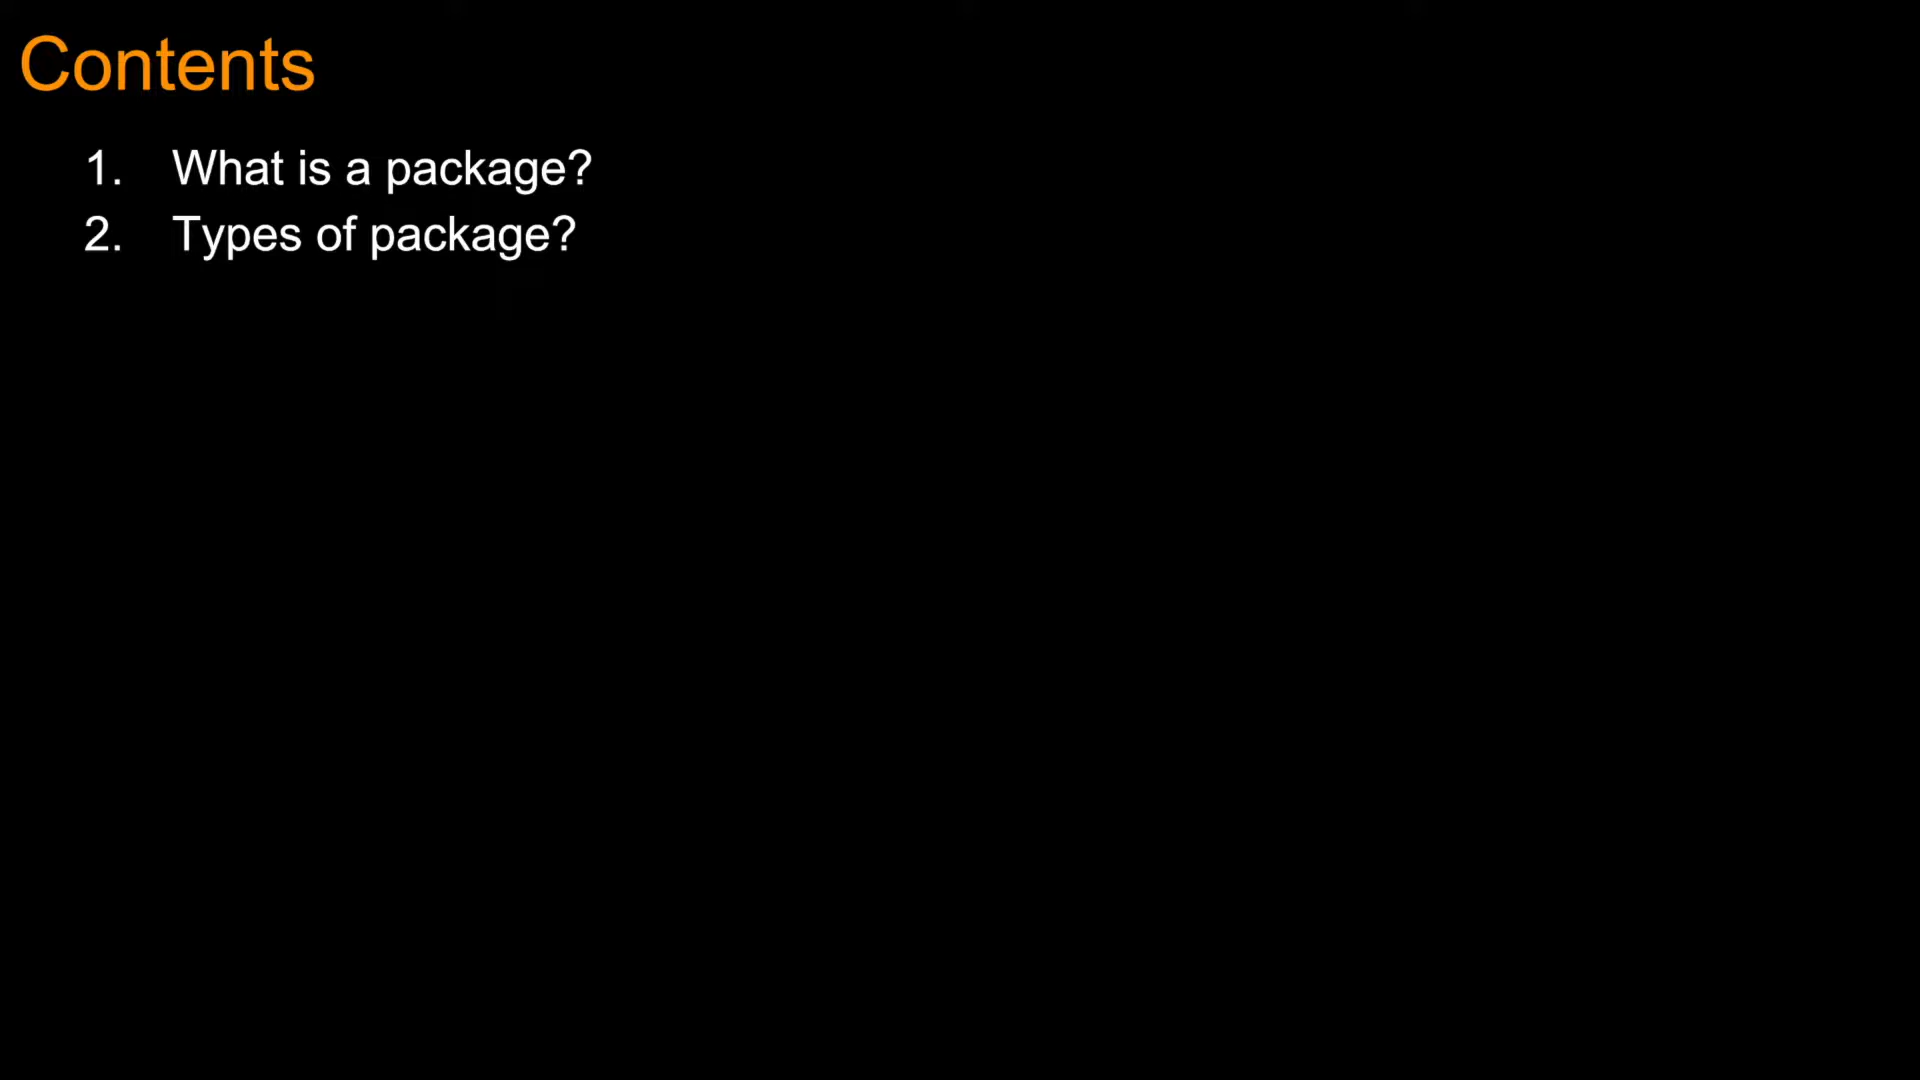 Contents
1. What is a package?
2. Types of package?